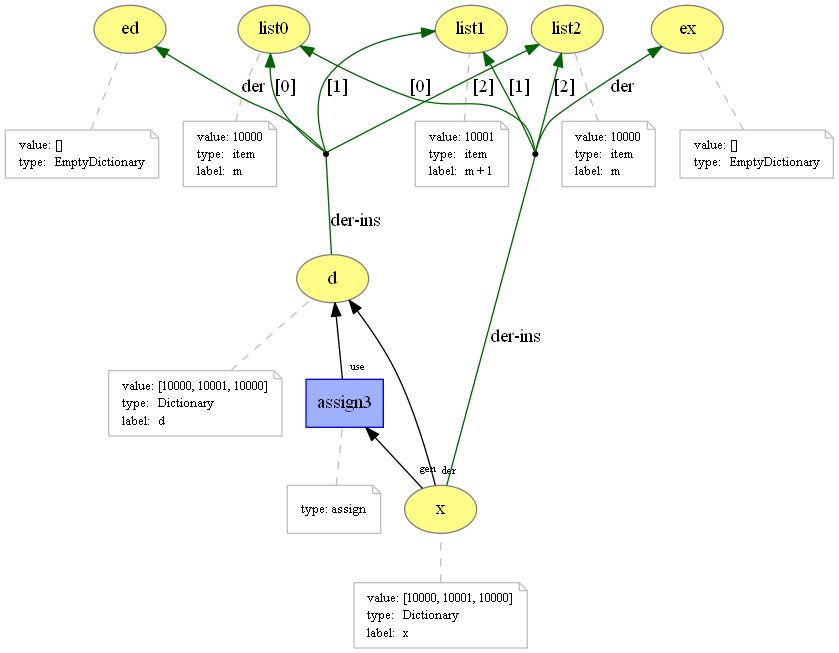 ed
list0
list1
list2
ex
der
[0]
[1]
[0]
[2]
[1]
[2]
der
value: []
type: EmptyDictionary
value: 10000
type: item
label: m
value: 10001
type: item
label: m + 1
value: 10000
type: item
label: m
value: []
type: EmptyDictionary
der-ins
d
der-ins
use
value: [10000, 10001, 10000]
type: Dictionary
label: d
assign3
gen
der
type: assign
x
value: [10000, 10001, 10000]
type: Dictionary
label: x